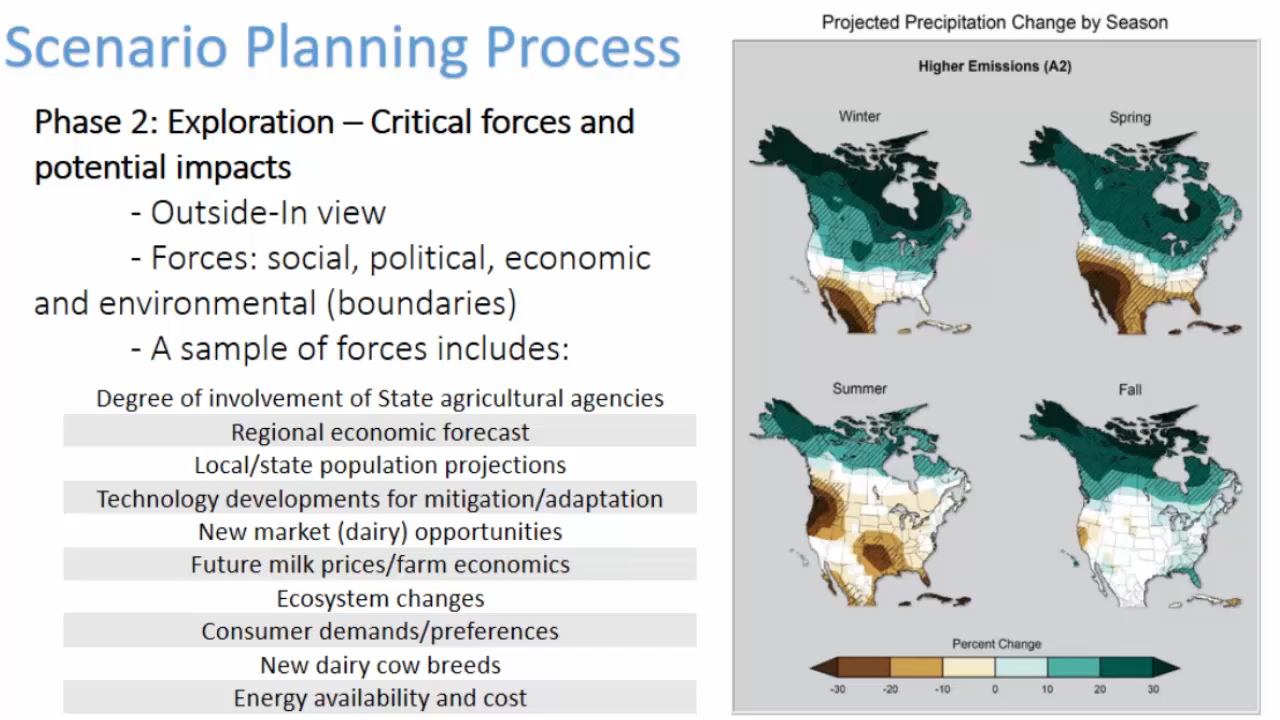 Scenario Planning Process
Phase 2: Exploration – Critical forces and
potential impacts
- Outside-In view
- Forces: social, political, economic
and environmental (boundaries)
- A sample of forces includes:
Degree of involvement of State agricultural agencies
Regional economic forecast
Local/state population projections
Technology developments for mitigation/adaptation
New market (dairy) opportunities
Future milk prices/farm economics
Ecosystem changes
Consumer demands/preferences
New dairy cow breeds
Energy availability and cost
Projected Precipitation Change by Season
Higher Emissions (A2)
Winter
Spring
Summer
Fall
Percent Change
-30 -20 -10 0 10 20 30